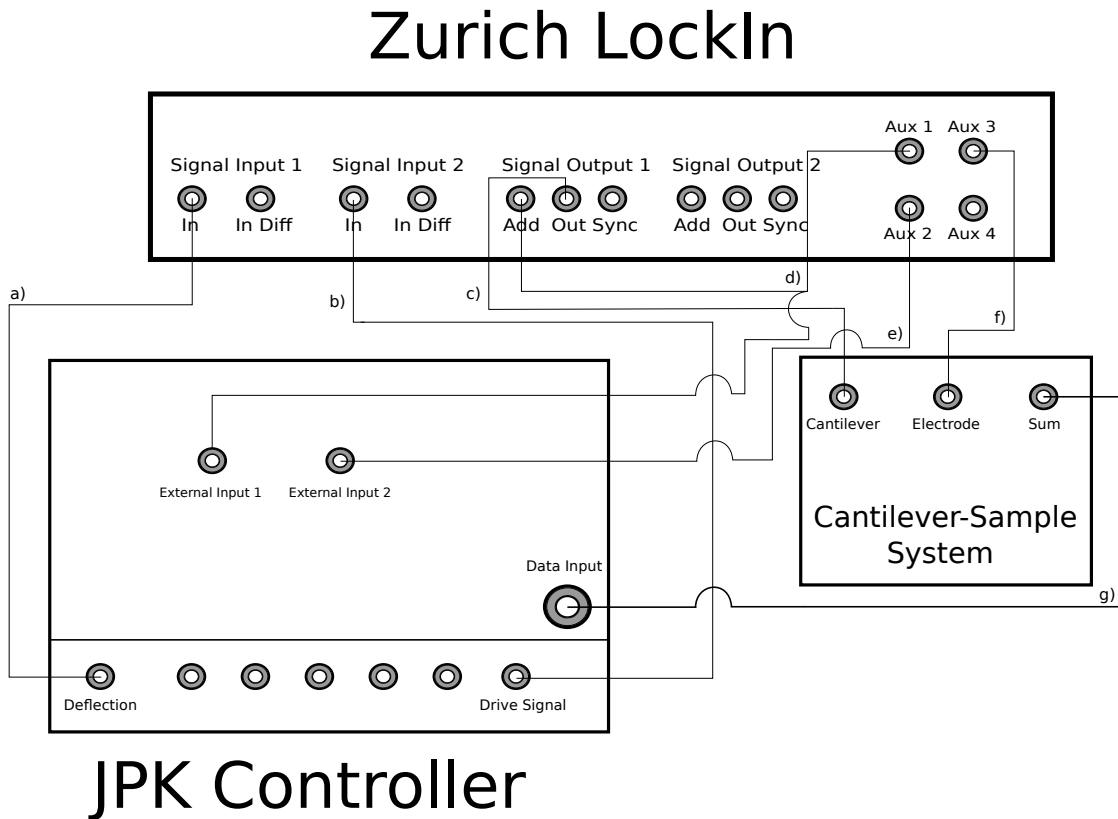 Zurich LockIn
Aux 1 Aux 3
Signal Input 1 Signal Input 2 Signal Output 1 Signal Output 2
In In Diff In In Diff Add Out Sync Add Out Sync
Aux 2 Aux 4
a) b) c) d) e) f)
Cantilever Electrode Sum
External Input 1 External Input 2
Cantilever-Sample
System
Data Input
g)
Deflection Drive Signal
JPK Controller